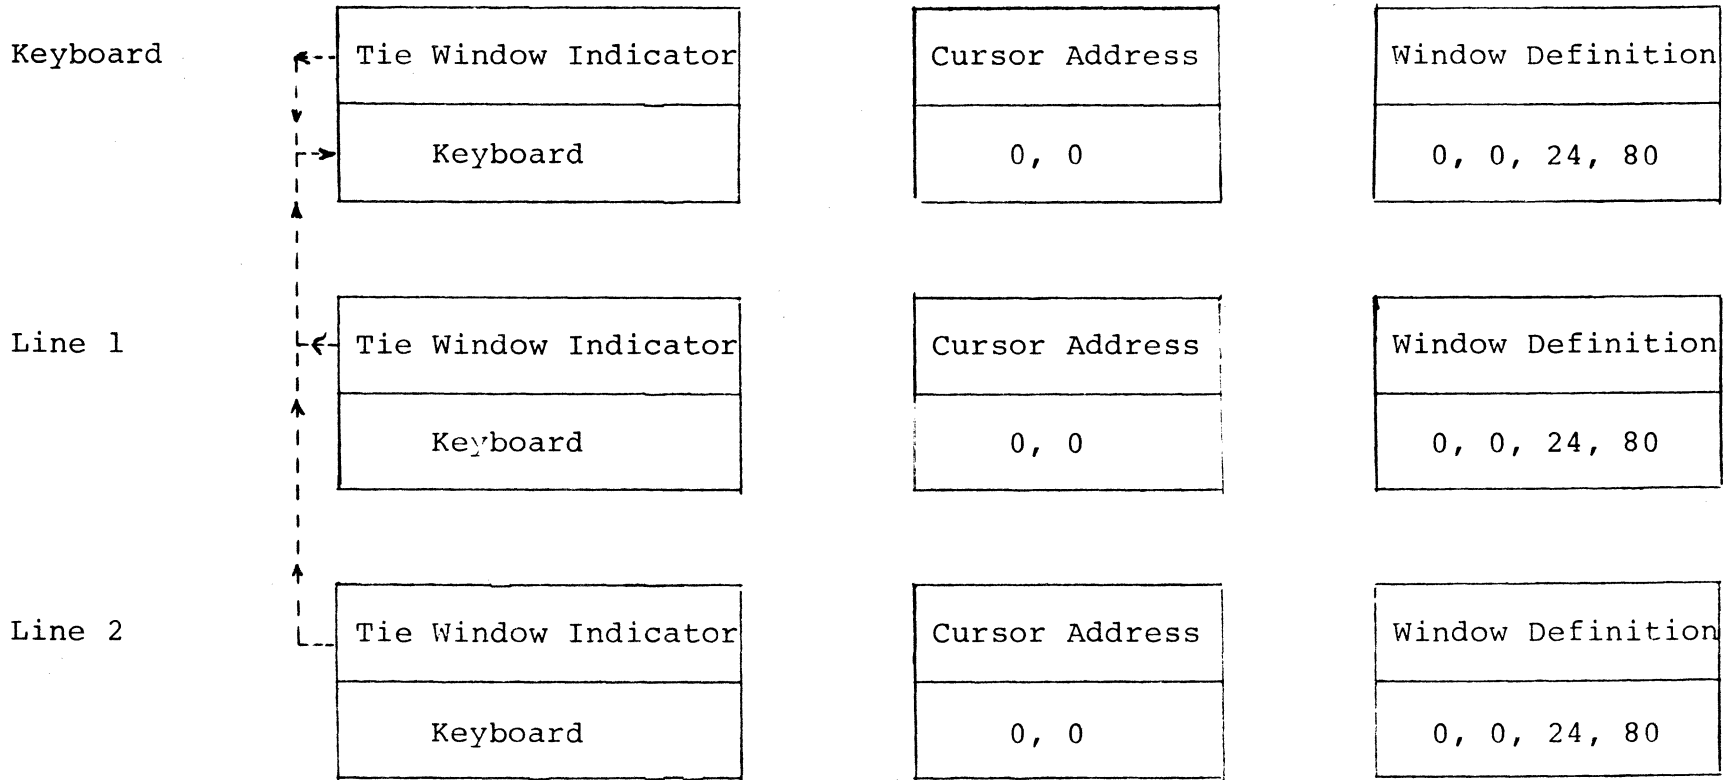 Keyboard Tie Window Indicator Cursor Address Window Definition
Keyboard 0, 0 0, 0, 24, 80
Line 1 Tie Window Indicator Cursor Address Window Definition
Keyboard 0, 0 0, 0, 24, 80
Line 2 Tie Window Indicator Cursor Address Window Definition
Keyboard 0, 0 0, 0, 24, 80